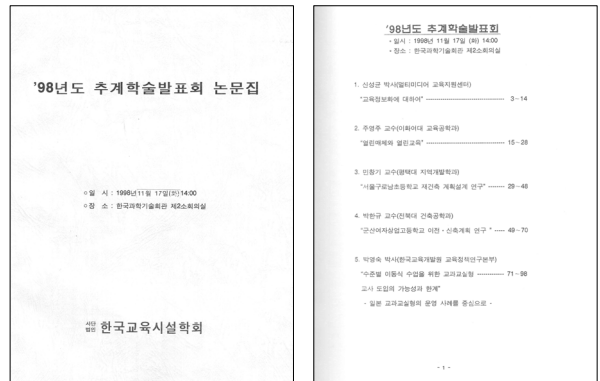 '98년도 추계학술발표회 논문집
○일 시 : 1998년11월 17일(화)14:00
○장 소 : 한국과학기술회관 제2소회의실
사단
법인 한국교육시설학회
'98년도 추계학술발표회
• 일시 : 1998년 11월 17일 (화) 14:00
• 장소 : 한국과학기술회관 제2소회의실
1. 신성균 박사(멀티미디어 교육지원센터)
"교육정보화에 대하여" ------------------------------------ 3~14
2. 주영주 교수(이화여대 교육공학과)
"열린매체와 열린교육" ------------------------------------ 15~28
3. 민창기 교수(평택대 지역개발학과)
"서울구로남초등학교 재건축 계획설계 연구" -------- 29~48
4. 박한규 교수(전북대 건축공학과)
"군산여자상업고등학교 이전·신축계획 연구 " ----- 49~70
5. 박영숙 박사(한국교육개발원 교육정책연구본부)
"수준별 이동식 수업을 위한 교과교실형 ------------ 71~98
교사 도입의 가능성과 한계"
- 일본 교과교실형의 운영 사례를 중심으로 -
- 1 -